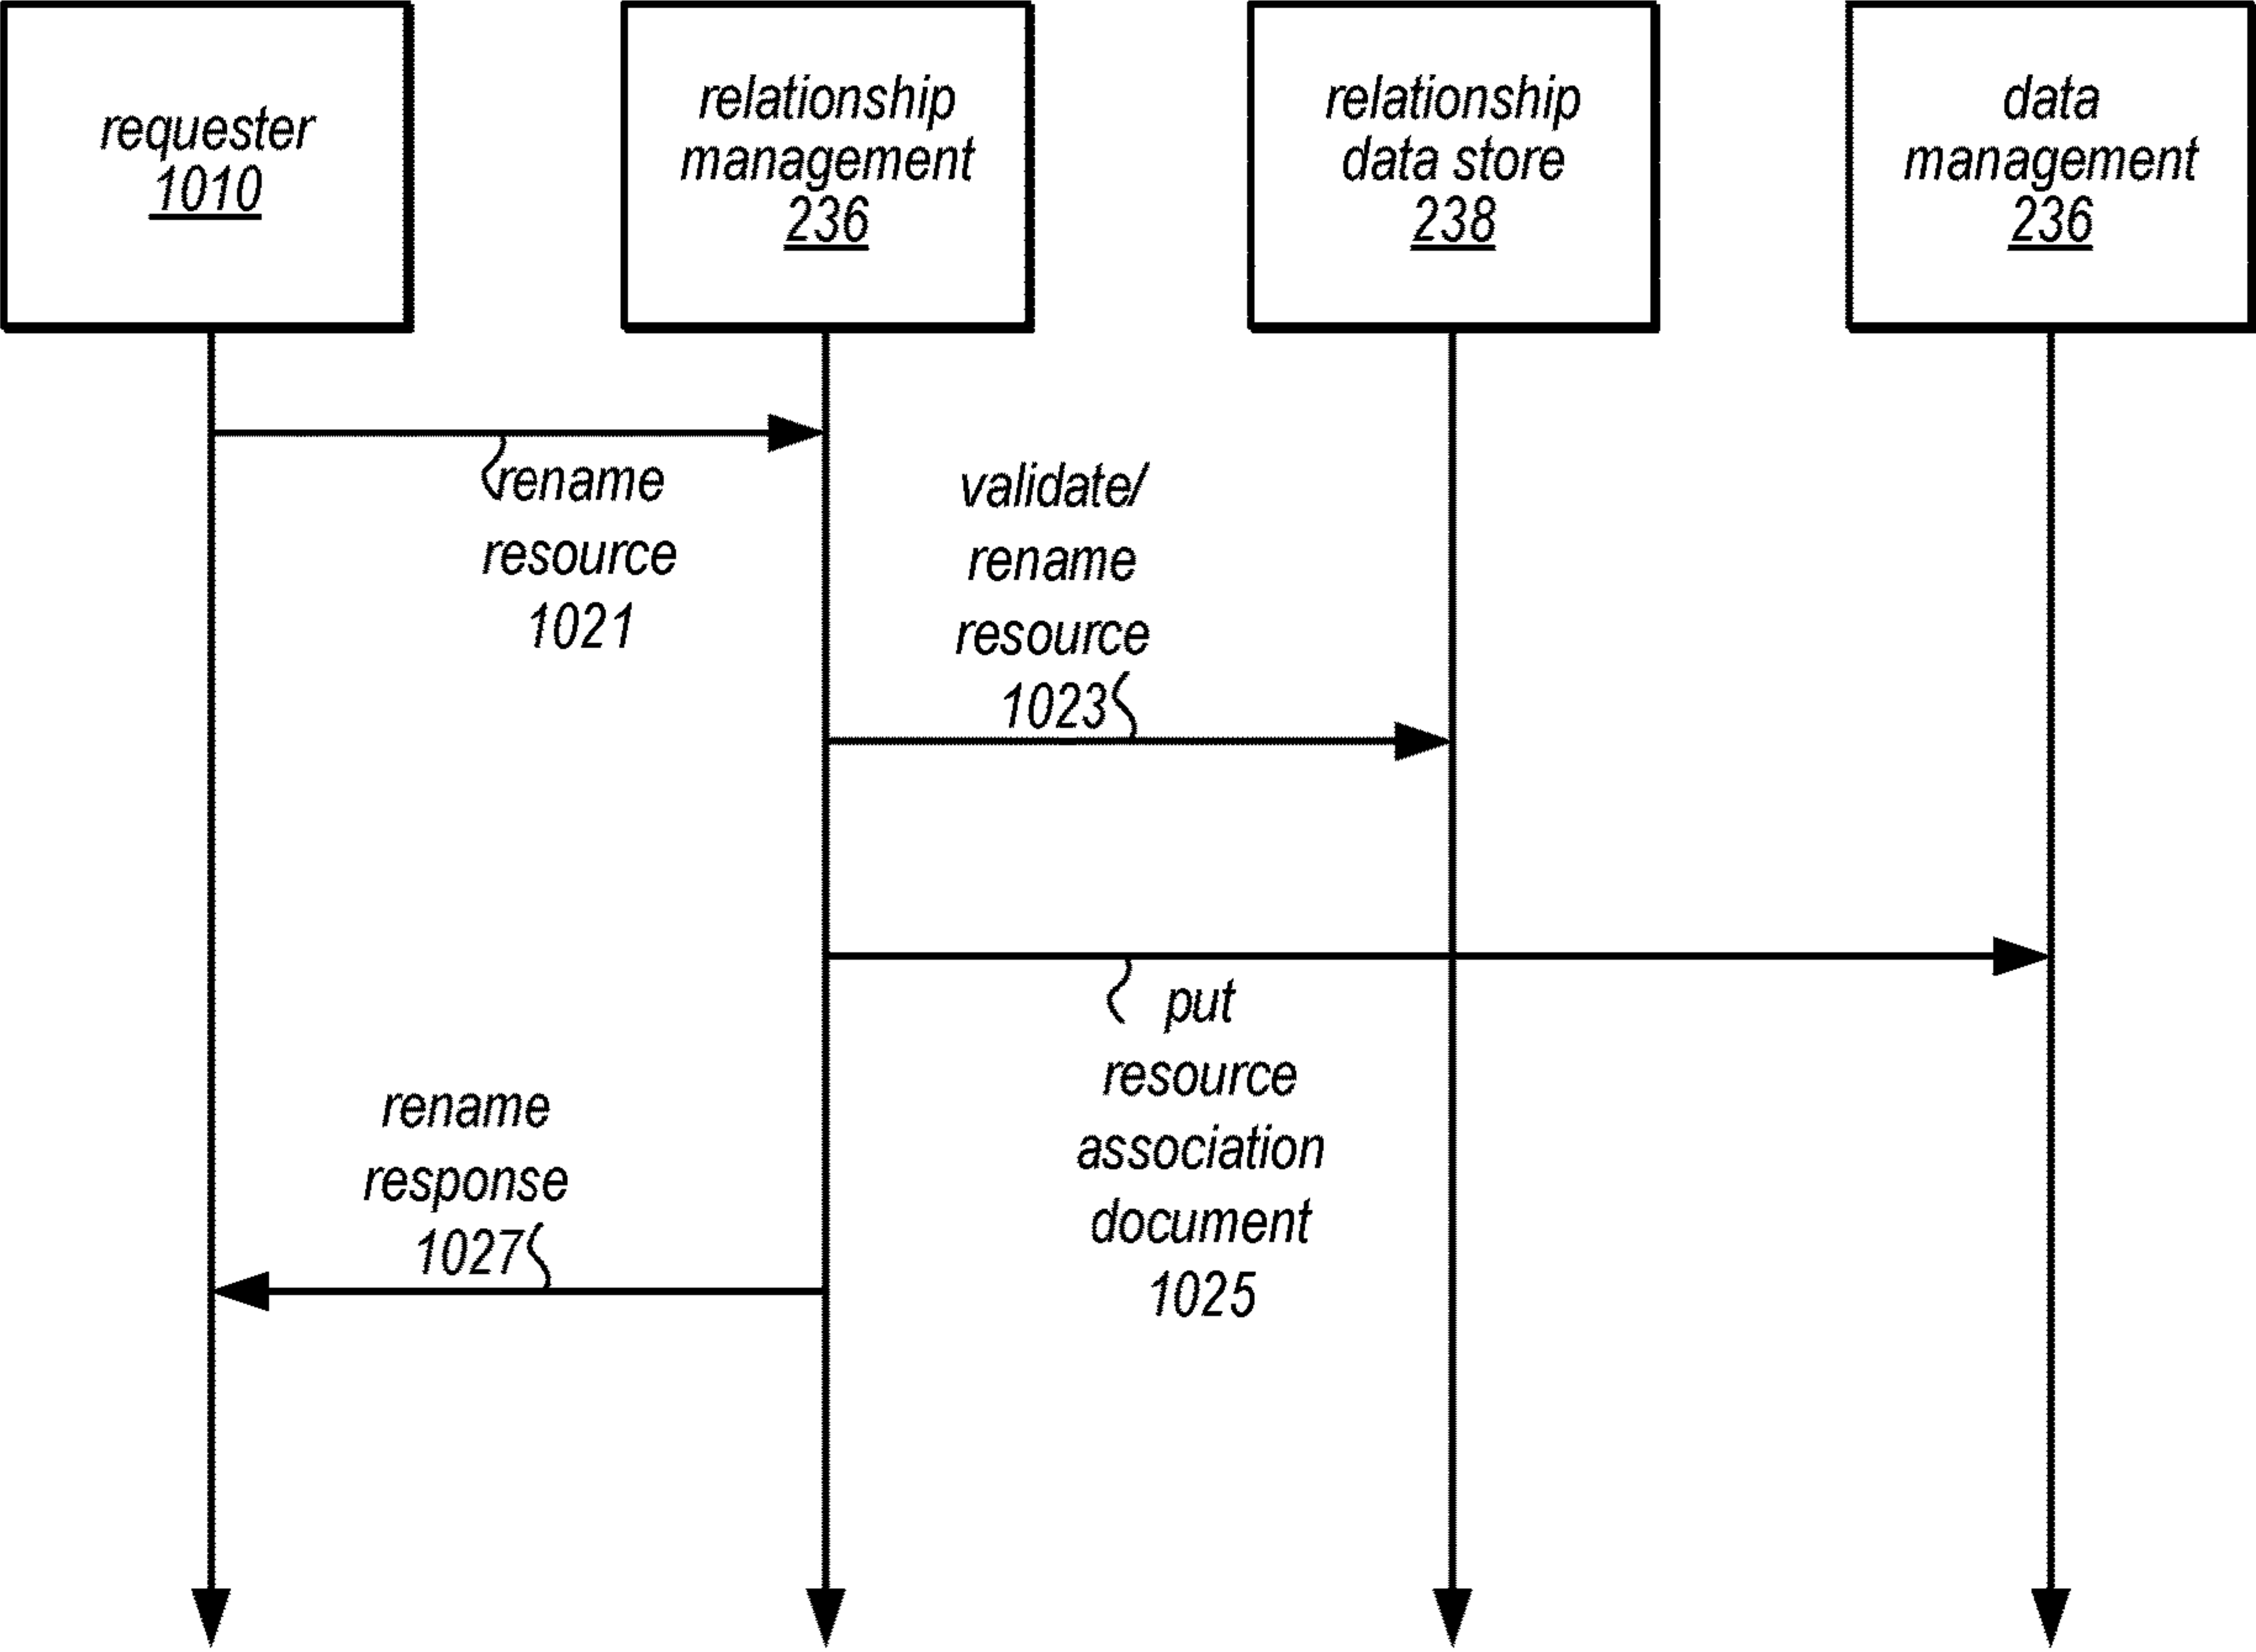 requester
1010
relationship
management
236
relationship
data store
238
data
management
236
rename
resource
1021
validate/
rename
resource
1023
put
resource
association
document
1025
rename
response
1027